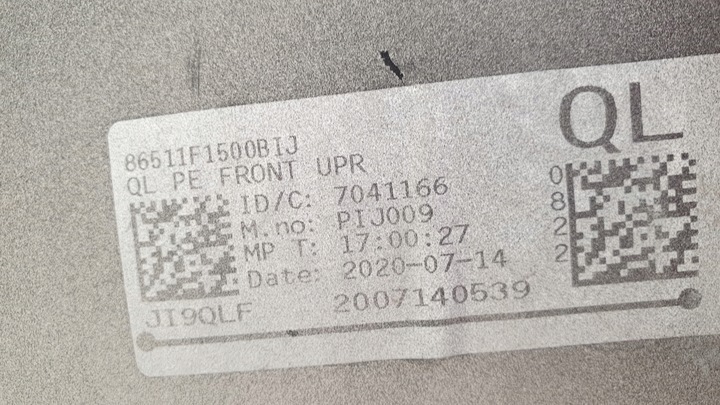 86511F1500BIJ
QL PE FRONT UPR
ID/C: 7041166
M.no: PIJ009
MP T: 17:00:27
Date: 2020-07-14
JI9QLF 2007140539
QL
0
8
2
2